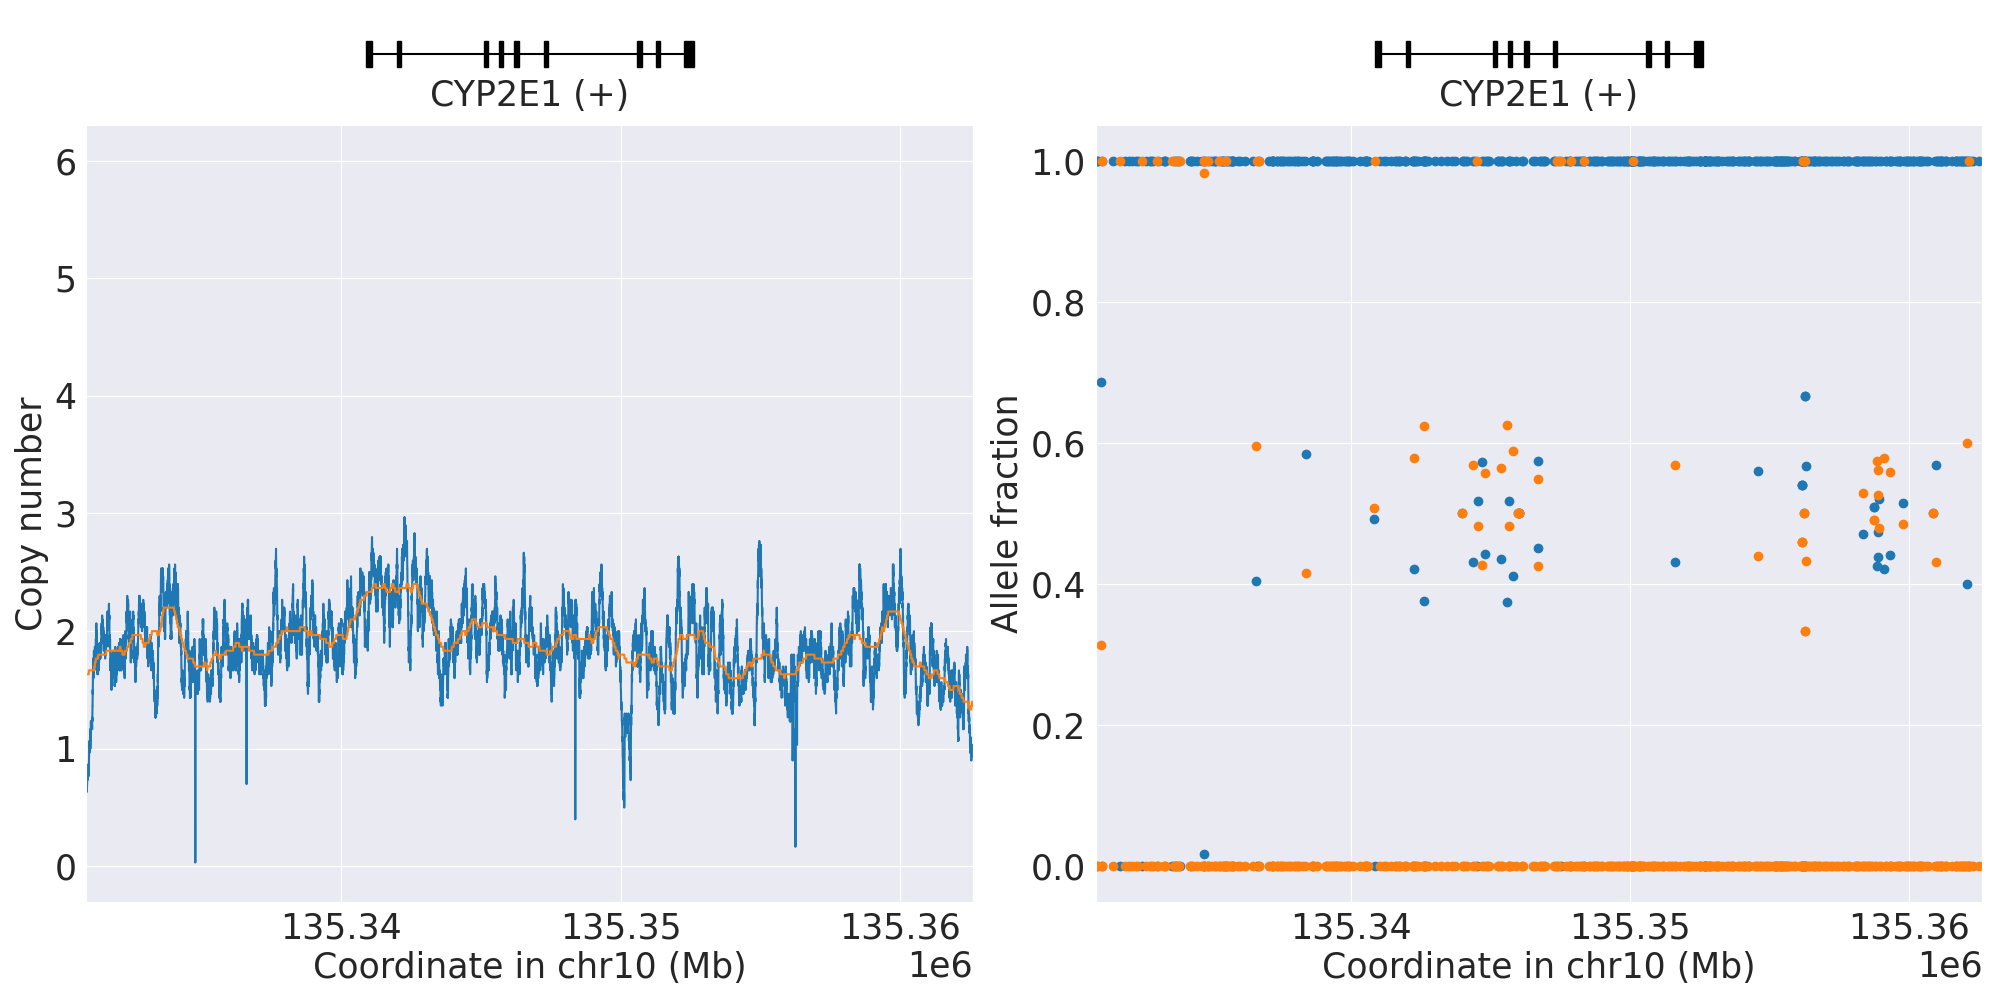 CYP2E1 (+)
6
5
4
3
2
1
0
Copy number
135.34 135.35 135.36
Coordinate in chr10 (Mb)
1e6
CYP2E1 (+)
1.0
0.8
0.6
0.4
0.2
0.0
Allele fraction
135.34 135.35 135.36
Coordinate in chr10 (Mb)
1e6